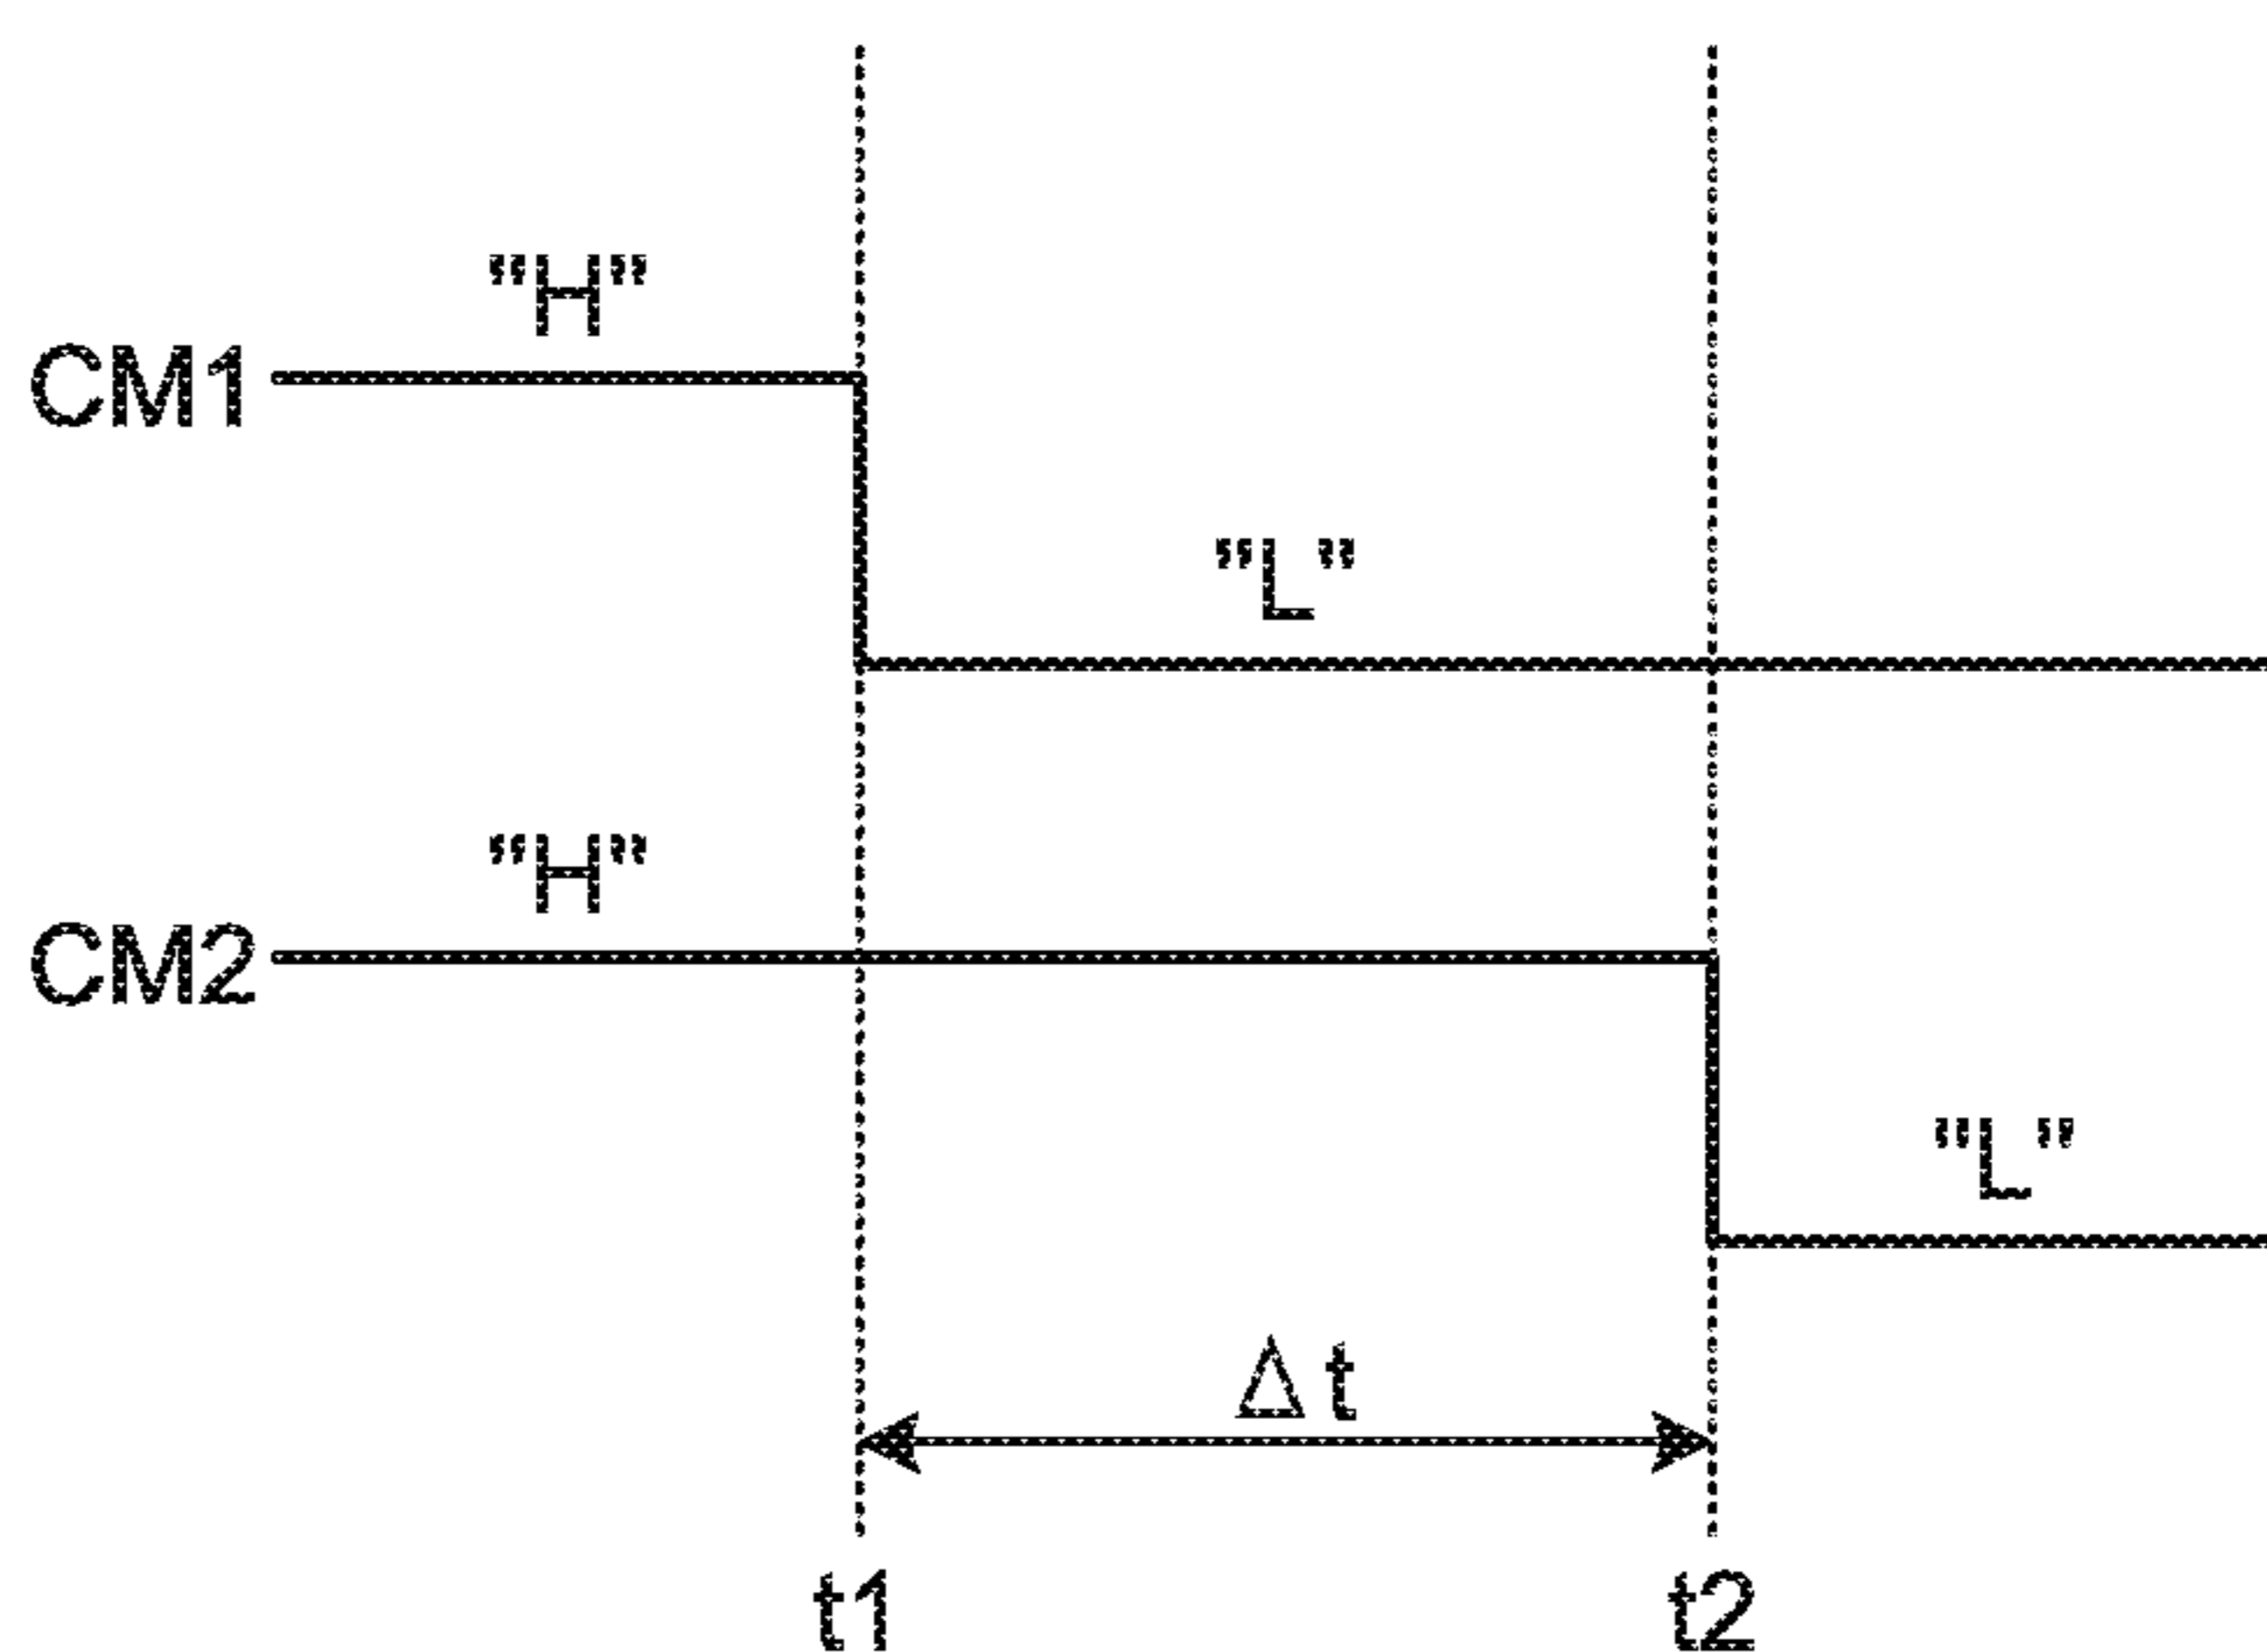 ”H”
CM1
”L”
”H”
CM2
”L”
Δt
t1 t2